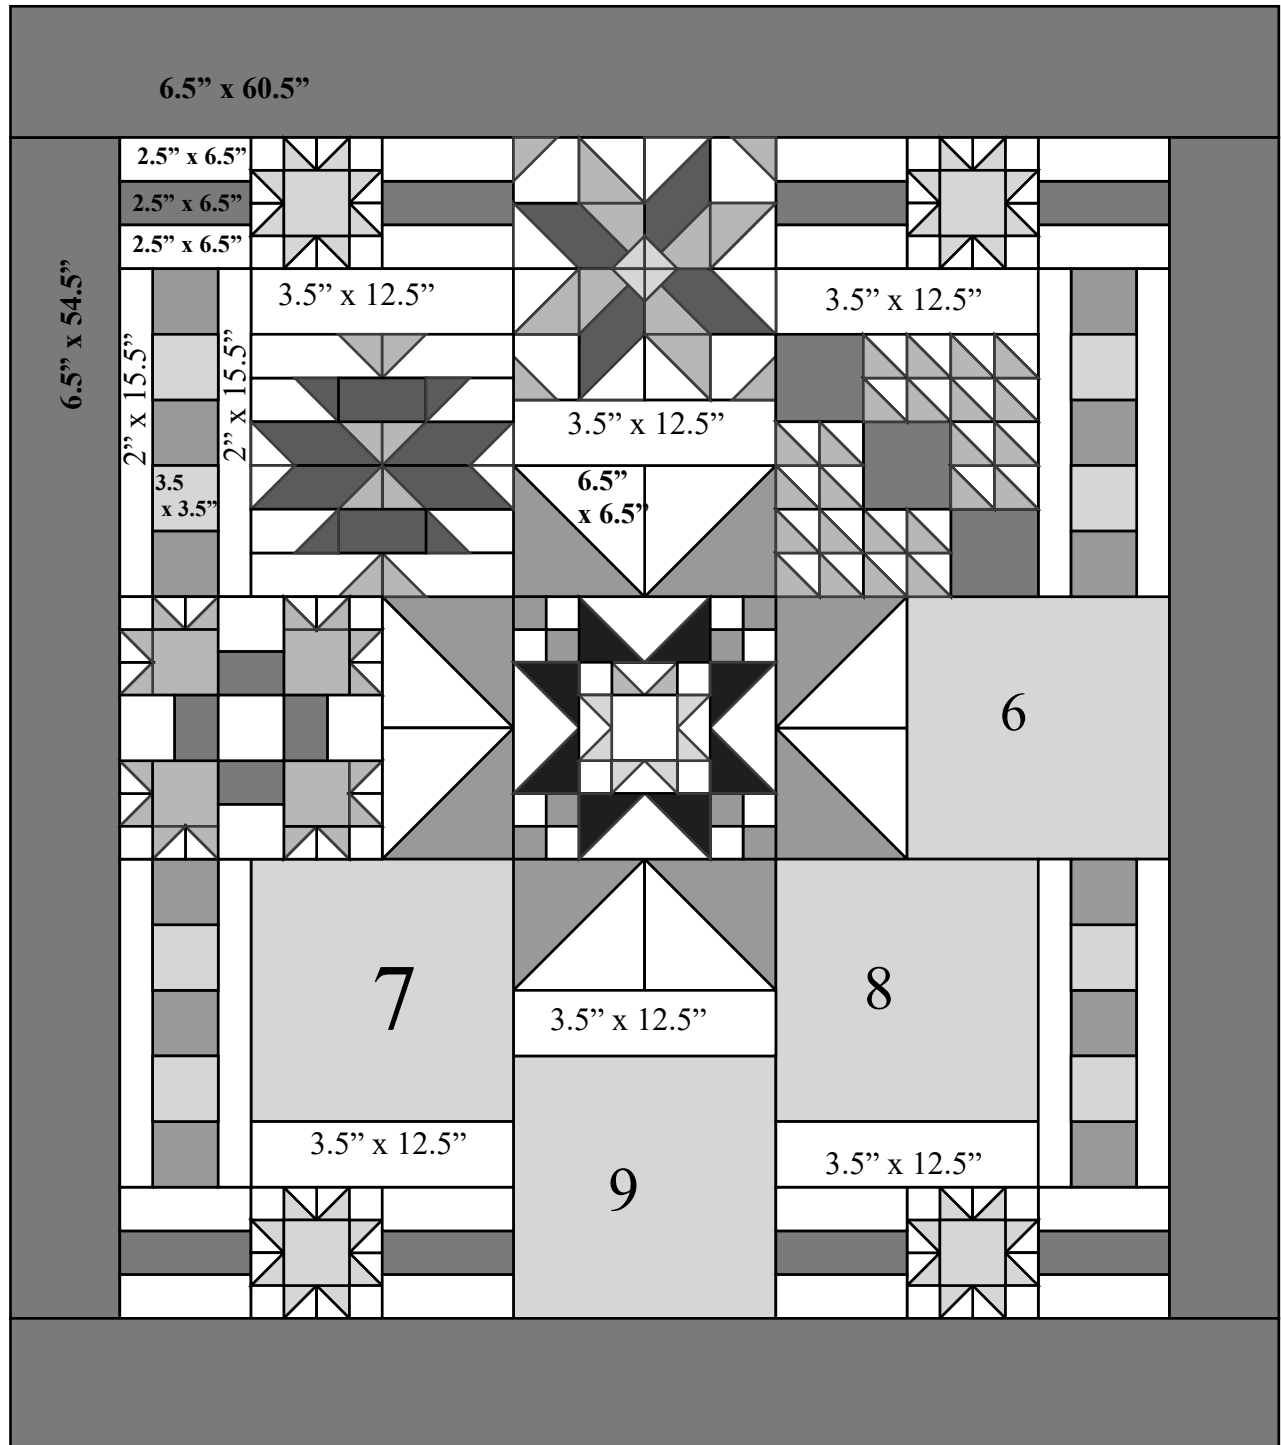 6.5” x 60.5”
2.5” x 6.5”
2.5” x 6.5”
2.5” x 6.5”
6.5” x 54.5”
3.5” x 12.5”
3.5” x 12.5”
2” x 15.5”
2” x 15.5”
3.5” x 12.5”
3.5
x 3.5”
6.5”
x 6.5”
6
7
8
3.5” x 12.5”
3.5” x 12.5”
3.5” x 12.5”
9